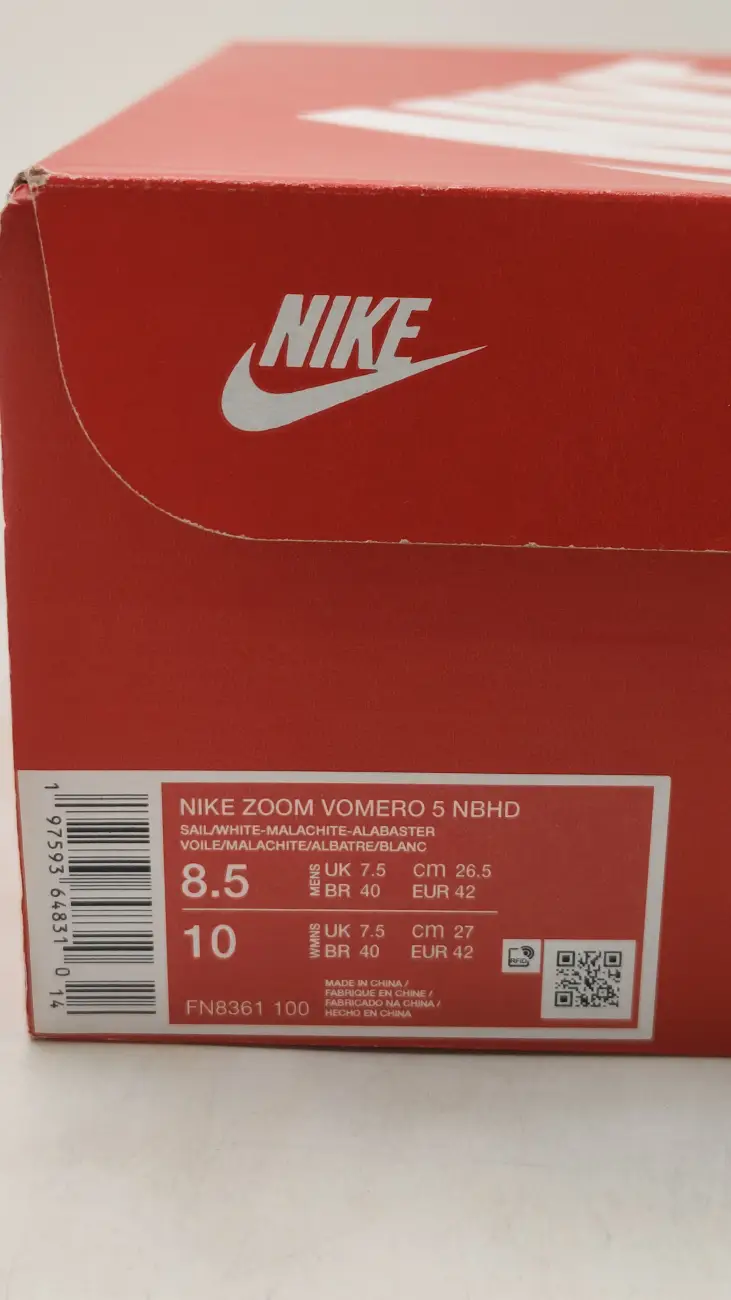 NIKE
NIKE ZOOM VOMERO 5 NBHD
SAIL/WHITE-MALACHITE-ALABASTER
VOILE/MALACHITE/ALBATRE/BLANC
8.5 MENS UK 7.5 cm 26.5
BR 40 EUR 42
10 WMNS UK 7.5 cm 27
BR 40 EUR 42
RFID
FN8361 100
MADE IN CHINA /
FABRIQUE EN CHINE /
FABRICADO NA CHINA /
HECHO EN CHINA
1 97593 64831 0 14